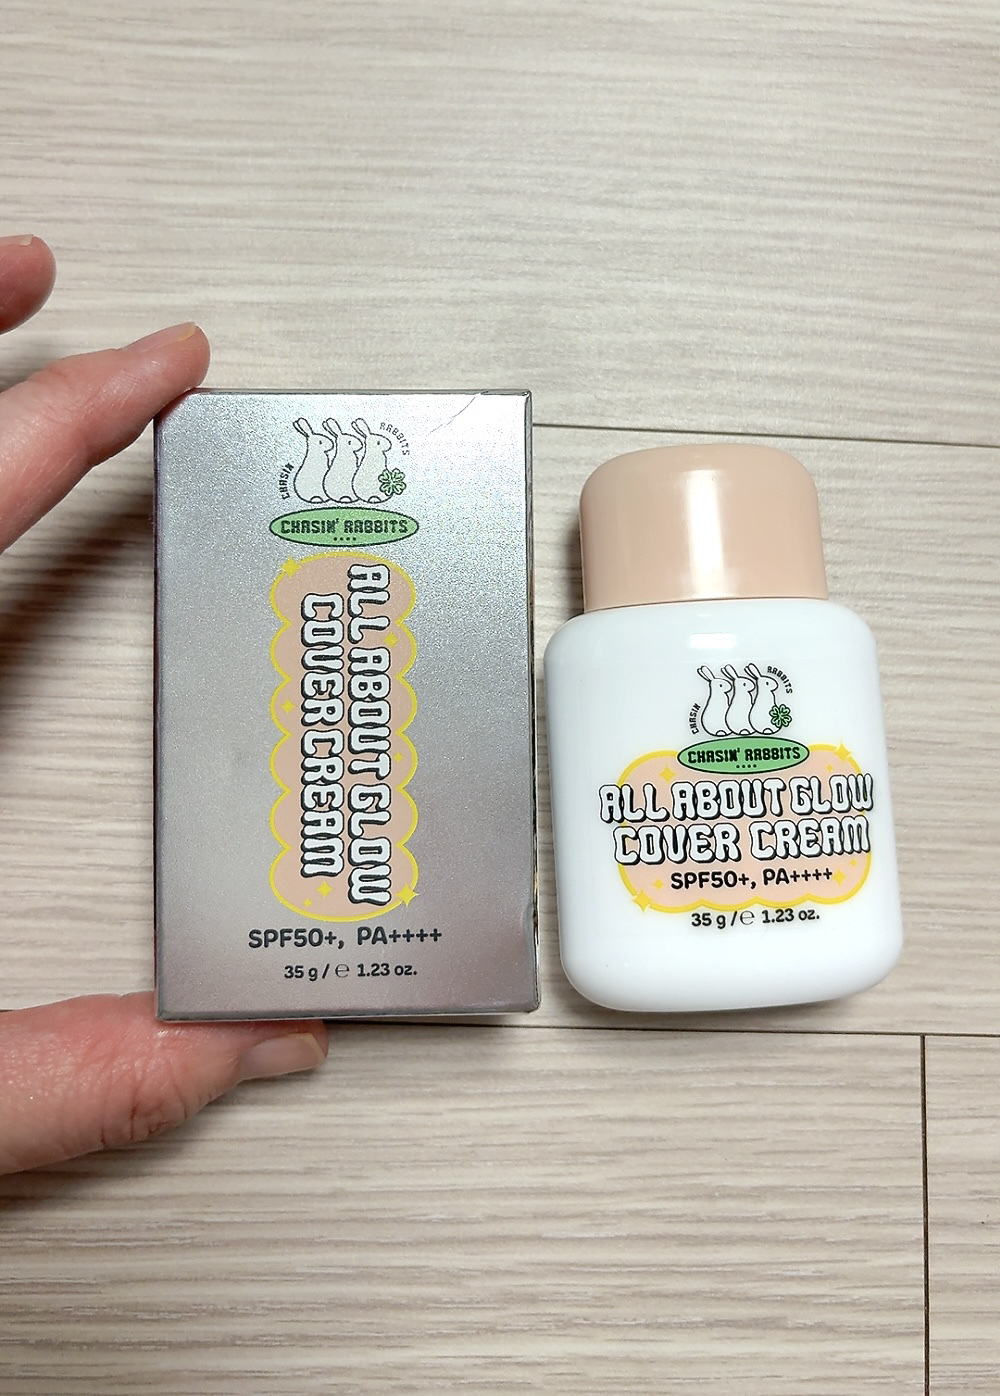 CHASIN RABBITS
CHASIN' RABBITS
ALL ABOUT GLOW
COVER CREAM
SPF50+, PA++++
35 g / ℮ 1.23 oz.
CHASIN RABBITS
CHASIN' RABBITS
ALL ABOUT GLOW
COVER CREAM
SPF50+, PA++++
35 g / ℮ 1.23 oz.